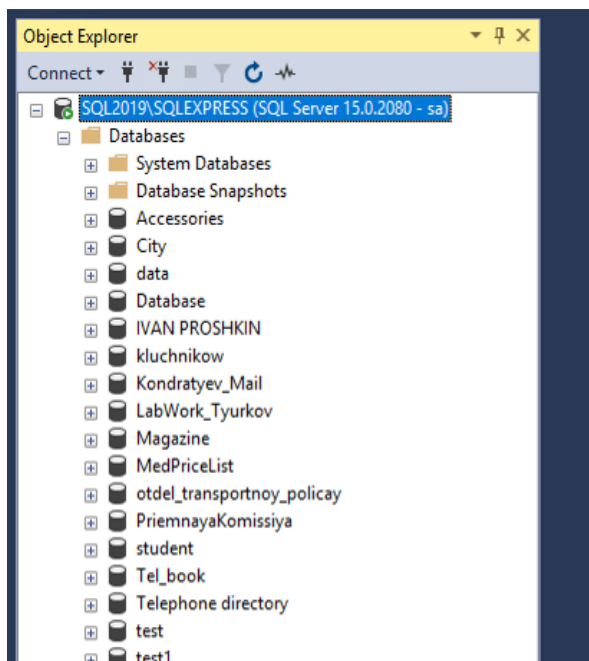 Object Explorer
Connect
SQL2019\SQLEXPRESS (SQL Server 15.0.2080 - sa)
Databases
System Databases
Database Snapshots
Accessories
City
data
Database
IVAN PROSHKIN
kluchnikow
Kondratyev_Mail
LabWork_Tyurkov
Magazine
MedPriceList
otdel_transportnoy_policay
PriemnayaKomissiya
student
Tel_book
Telephone directory
test
test1